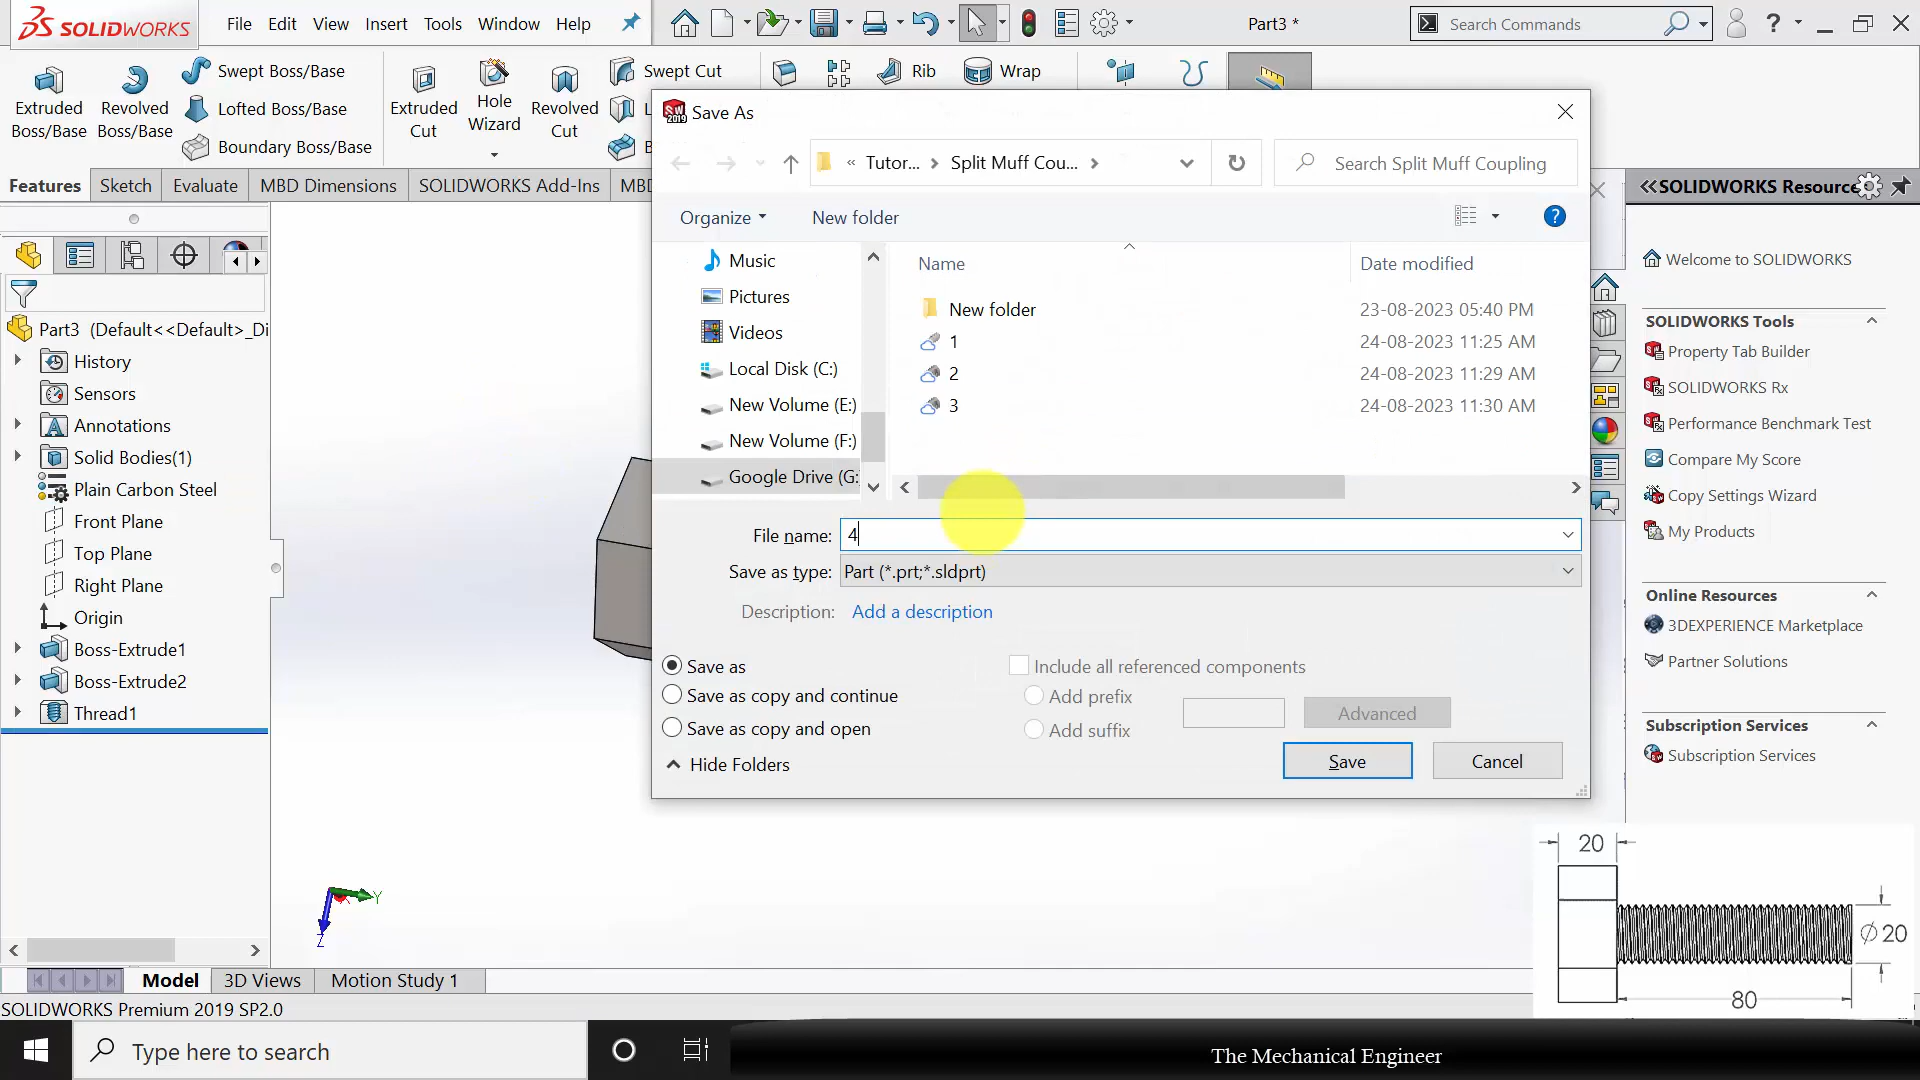 SOLIDWORKS File Edit View Insert Tools Window Help Part3 * Search Commands ?
Extruded Boss/Base
Revolved Boss/Base
Swept Boss/Base
Lofted Boss/Base
Boundary Boss/Base
Extruded Cut
Hole Wizard
Revolved Cut
Swept Cut
L
B
Rib
Wrap
Features Sketch Evaluate MBD Dimensions SOLIDWORKS Add-Ins MB
Part3 (Default<<Default>_Di
History
Sensors
Annotations
Solid Bodies(1)
Plain Carbon Steel
Front Plane
Top Plane
Right Plane
Origin
Boss-Extrude1
Boss-Extrude2
Thread1
SW 2019 Save As
« Tutor... > Split Muff Cou... > Search Split Muff Coupling
Organize New folder ?
Music
Pictures
Videos
Local Disk (C:)
New Volume (E:)
New Volume (F:)
Google Drive (G:
Name Date modified
New folder 23-08-2023 05:40 PM
1 24-08-2023 11:25 AM
2 24-08-2023 11:29 AM
3 24-08-2023 11:30 AM
File name: 4
Save as type: Part (*.prt;*.sldprt)
Description: Add a description
Save as
Save as copy and continue
Save as copy and open
Include all referenced components
Add prefix
Add suffix
Advanced
Hide Folders
Save Cancel
SOLIDWORKS Resource
Welcome to SOLIDWORKS
SOLIDWORKS Tools
Property Tab Builder
SOLIDWORKS Rx
Performance Benchmark Test
Compare My Score
Copy Settings Wizard
My Products
Online Resources
3DEXPERIENCE Marketplace
Partner Solutions
Subscription Services
Subscription Services
Y
X
Z
20
∅20
80
Model 3D Views Motion Study 1
SOLIDWORKS Premium 2019 SP2.0
Type here to search
The Mechanical Engineer